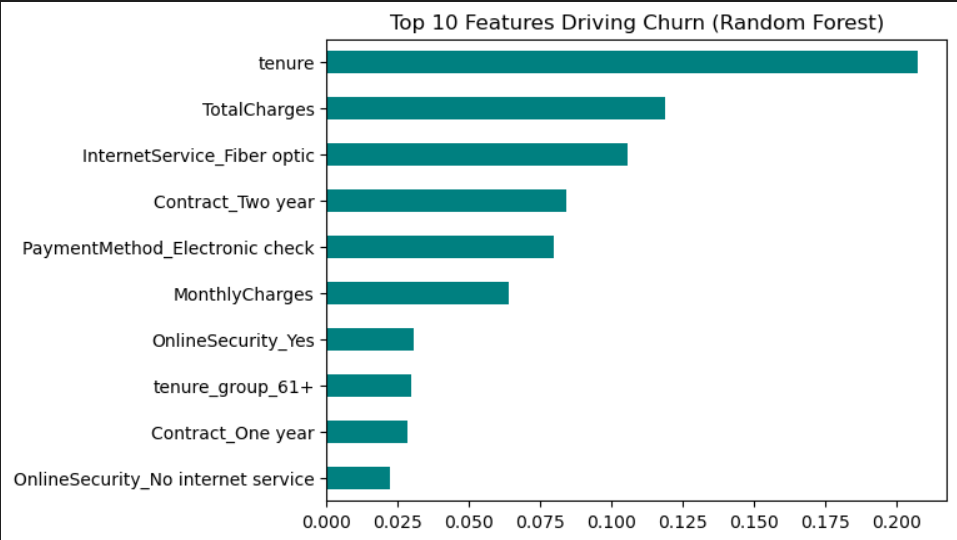 Top 10 Features Driving Churn (Random Forest)
tenure
TotalCharges
InternetService_Fiber optic
Contract_Two year
PaymentMethod_Electronic check
MonthlyCharges
OnlineSecurity_Yes
tenure_group_61+
Contract_One year
OnlineSecurity_No internet service
0.000 0.025 0.050 0.075 0.100 0.125 0.150 0.175 0.200